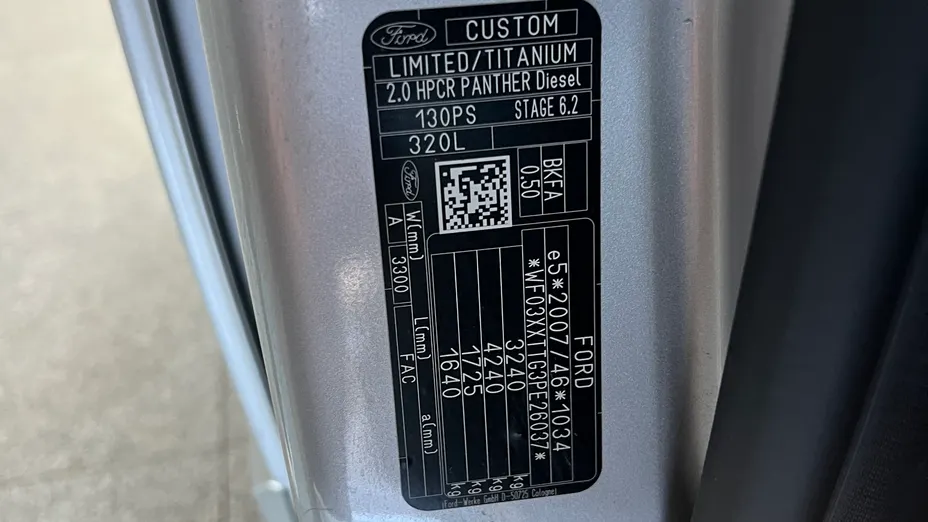 Ford CUSTOM
LIMITED/TITANIUM
2.0 HPCR PANTHER Diesel
130PS STAGE 6.2
320L
Ford
BKFA
0.50
FORD
e5*2007/46*1034
*WF03XXTTG3PE26037*
3240 kg
4240 kg
1725 kg
1640 kg
W(mm) L(mm) a(mm)
A 3300 FAC
(Ford-Werke GmbH D-50725 Cologne)